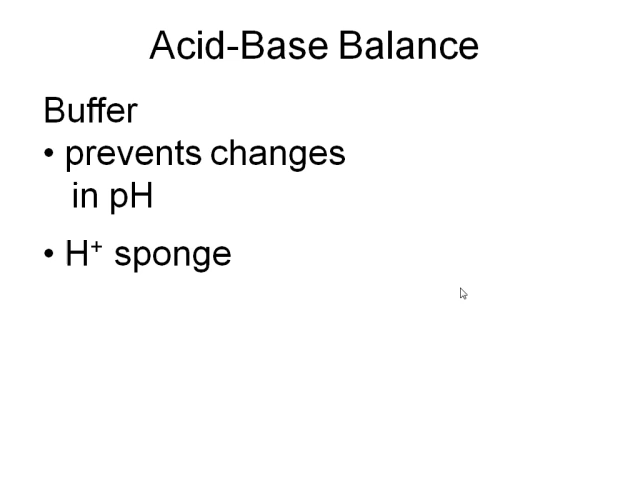 Acid-Base Balance
Buffer
• prevents changes
in pH
• H⁺ sponge